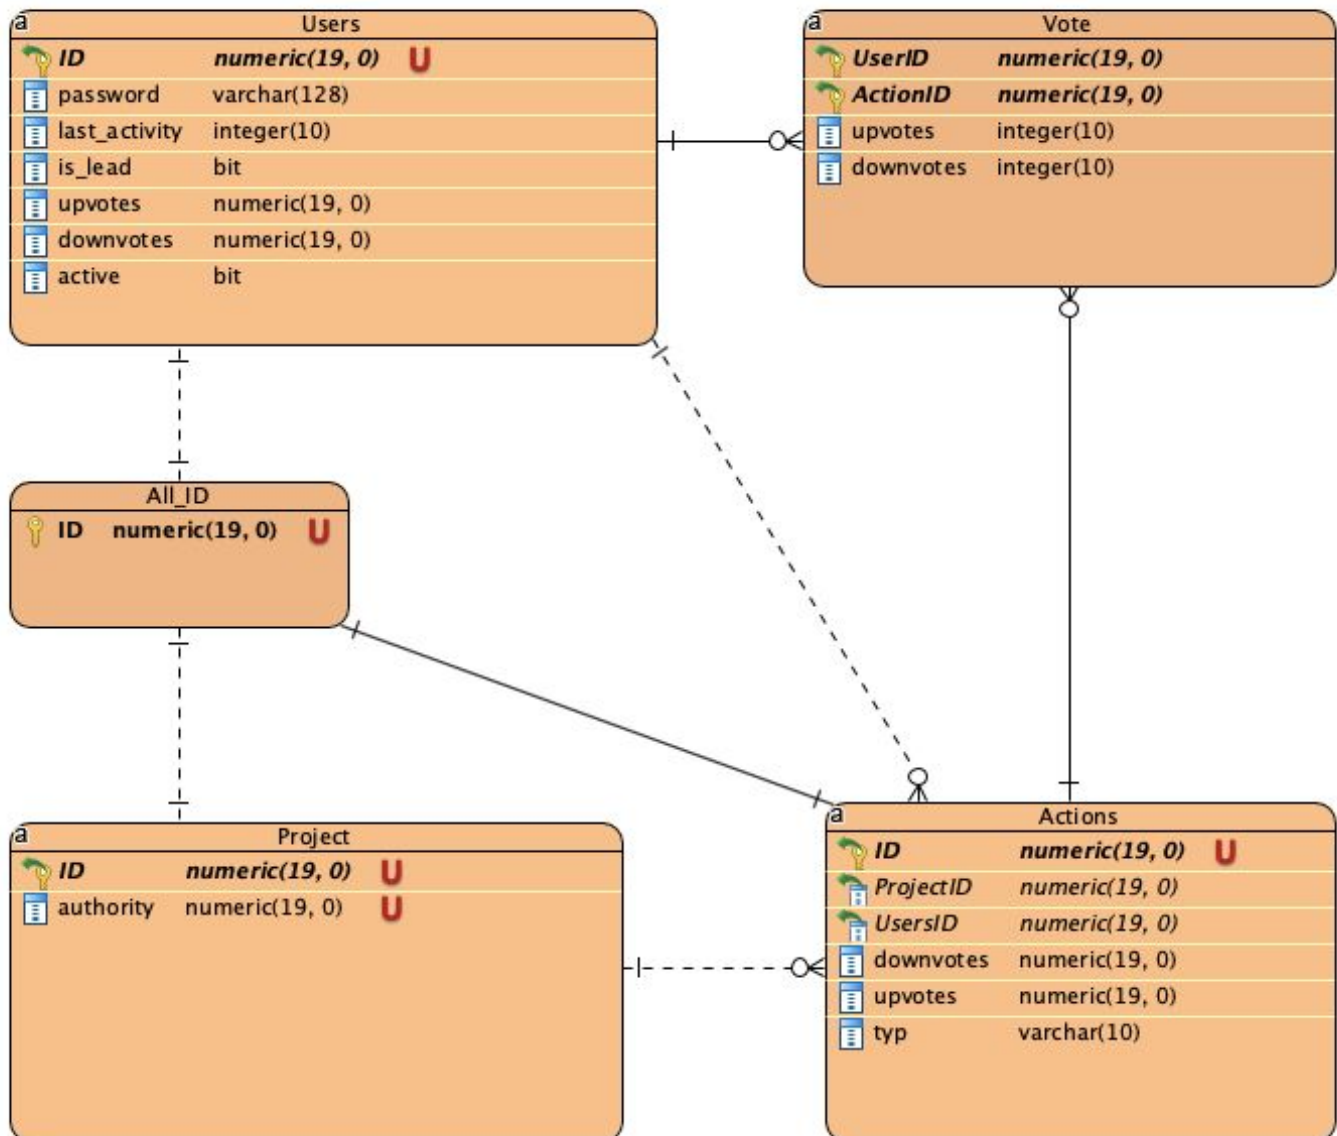 a Users
ID numeric(19, 0) U
password varchar(128)
last_activity integer(10)
is_lead bit
upvotes numeric(19, 0)
downvotes numeric(19, 0)
active bit
a Vote
UserID numeric(19, 0)
ActionID numeric(19, 0)
upvotes integer(10)
downvotes integer(10)
All_ID
ID numeric(19, 0) U
a Project
ID numeric(19, 0) U
authority numeric(19, 0) U
a Actions
ID numeric(19, 0) U
ProjectID numeric(19, 0)
UsersID numeric(19, 0)
downvotes numeric(19, 0)
upvotes numeric(19, 0)
typ varchar(10)